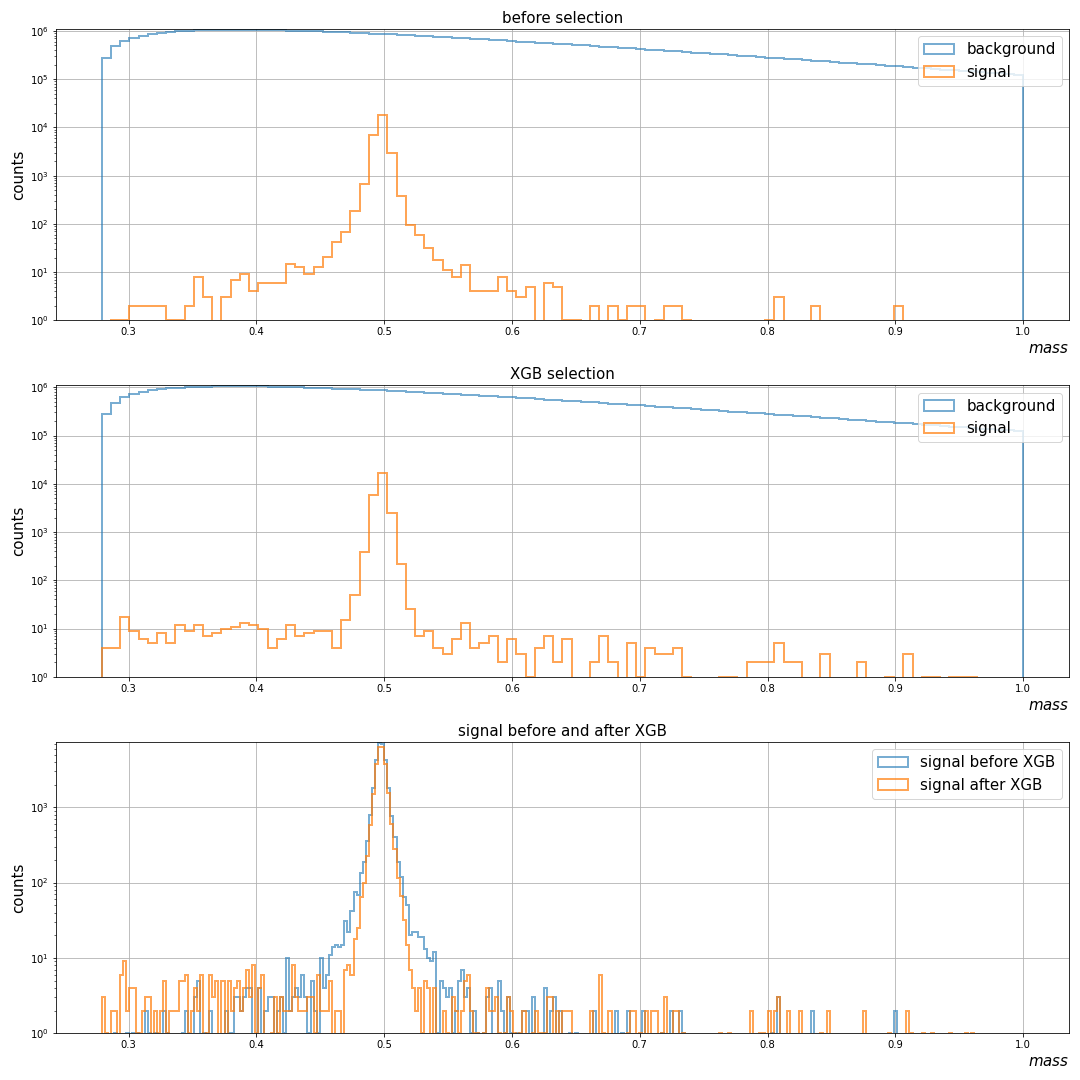 before selection
10⁶
10⁵
10⁴
10³
10²
10¹
10⁰
counts
background
signal
0.3 0.4 0.5 0.6 0.7 0.8 0.9 1.0
mass
XGB selection
10⁶
10⁵
10⁴
10³
10²
10¹
10⁰
counts
background
signal
0.3 0.4 0.5 0.6 0.7 0.8 0.9 1.0
mass
signal before and after XGB
10³
10²
10¹
10⁰
counts
signal before XGB
signal after XGB
0.3 0.4 0.5 0.6 0.7 0.8 0.9 1.0
mass